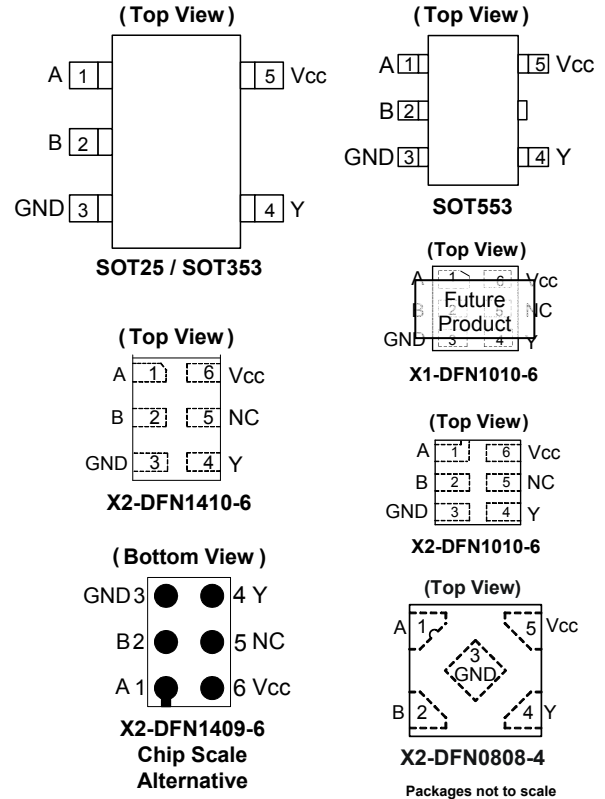 (Top View)
A 1 5 Vcc
B 2
GND 3 4 Y
SOT25 / SOT353
(Top View)
A 1 5 Vcc
B 2
GND 3 4 Y
SOT553
(Top View)
A 1 6 Vcc
B 2 5 NC
GND 3 4 Y
Future
Product
X1-DFN1010-6
(Top View)
A 1 6 Vcc
B 2 5 NC
GND 3 4 Y
X2-DFN1410-6
(Top View)
A 1 6 Vcc
B 2 5 NC
GND 3 4 Y
X2-DFN1010-6
(Bottom View)
GND 3 4 Y
B 2 5 NC
A 1 6 Vcc
X2-DFN1409-6
Chip Scale
Alternative
(Top View)
A 1 5 Vcc
3
GND
B 2 4 Y
X2-DFN0808-4
Packages not to scale